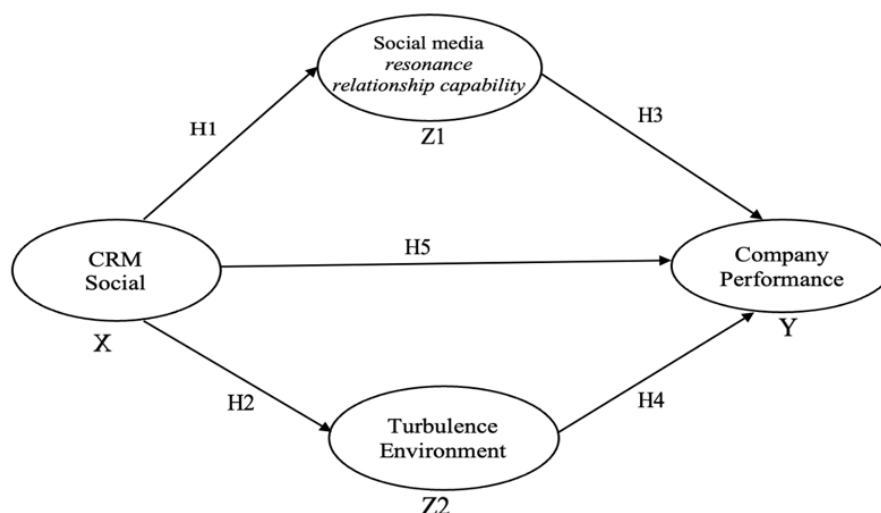 Social media
resonance
relationship capability
Z1
H1
H3
CRM
Social
X
H5
Company
Performance
Y
H2
H4
Turbulence
Environment
Z2